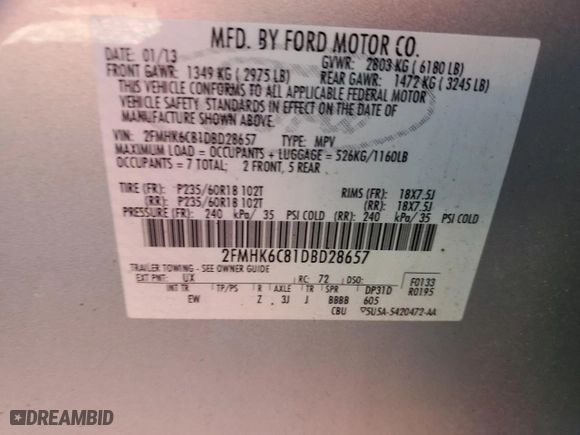 MFD. BY FORD MOTOR CO.
DATE: 01/13 GVWR: 2803 KG ( 6180 LB)
FRONT GAWR: 1349 KG ( 2975 LB) REAR GAWR: 1472 KG ( 3245 LB)
THIS VEHICLE CONFORMS TO ALL APPLICABLE FEDERAL MOTOR
VEHICLE SAFETY STANDARDS IN EFFECT ON THE DATE OF
MANUFACTURE SHOWN ABOVE.
VIN: 2FMHK6C81DBD28657 TYPE: MPV
MAXIMUM LOAD = OCCUPANTS + LUGGAGE = 526KG/1160LB
OCCUPANTS = 7 TOTAL: 2 FRONT, 5 REAR
TIRE (FR): P235/60R18 102T RIMS (FR): 18X7.5J
(RR): P235/60R18 102T (RR): 18X7.5J
PRESSURE (FR): 240 kPa/ 35 PSI COLD (RR): 240 kPa/ 35 PSI COLD
2FMHK6C81DBD28657
TRAILER TOWING - SEE OWNER GUIDE
EXT PNT: UX RC: 72 DSO: F0133
INT TR TP/PS R AXLE TR SPR DP31D R0195
EW Z 3J J BBBB 605
CBU 5U5A-5420472-AA
DREAMBID